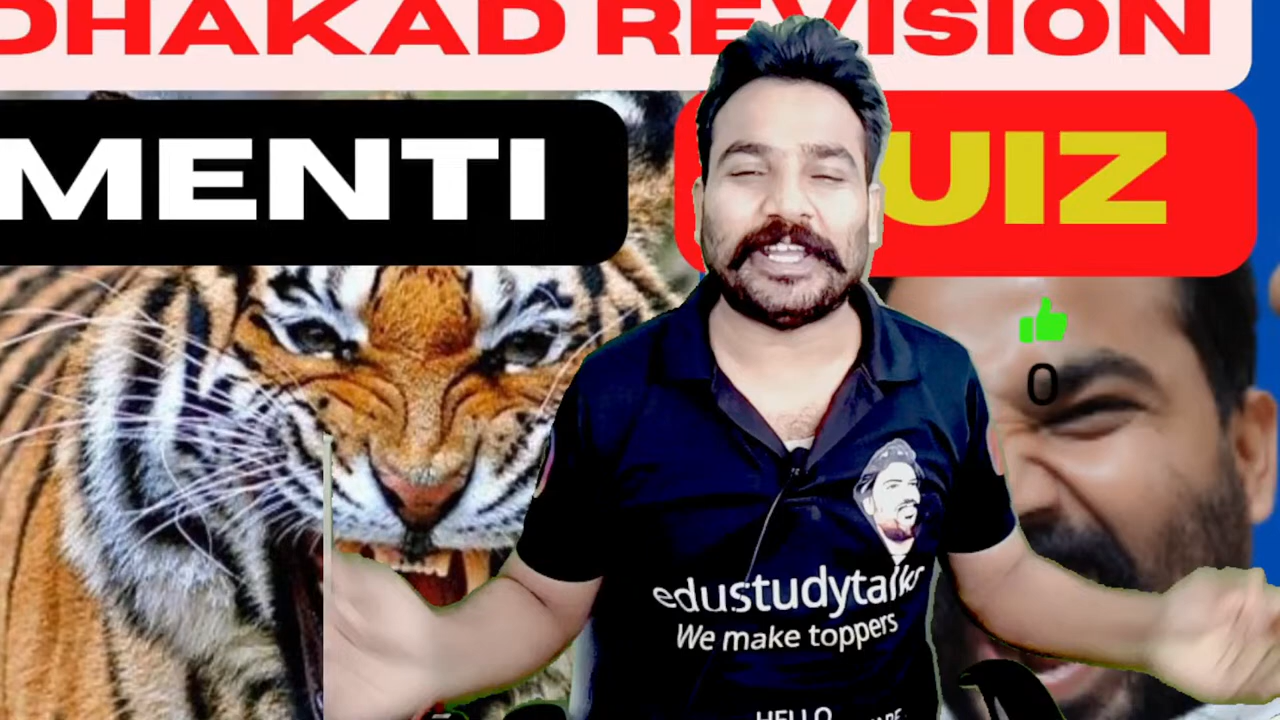 DHAKAD REVISION
MENTI UIZ
0
edustudytalks
We make toppers
HELLO